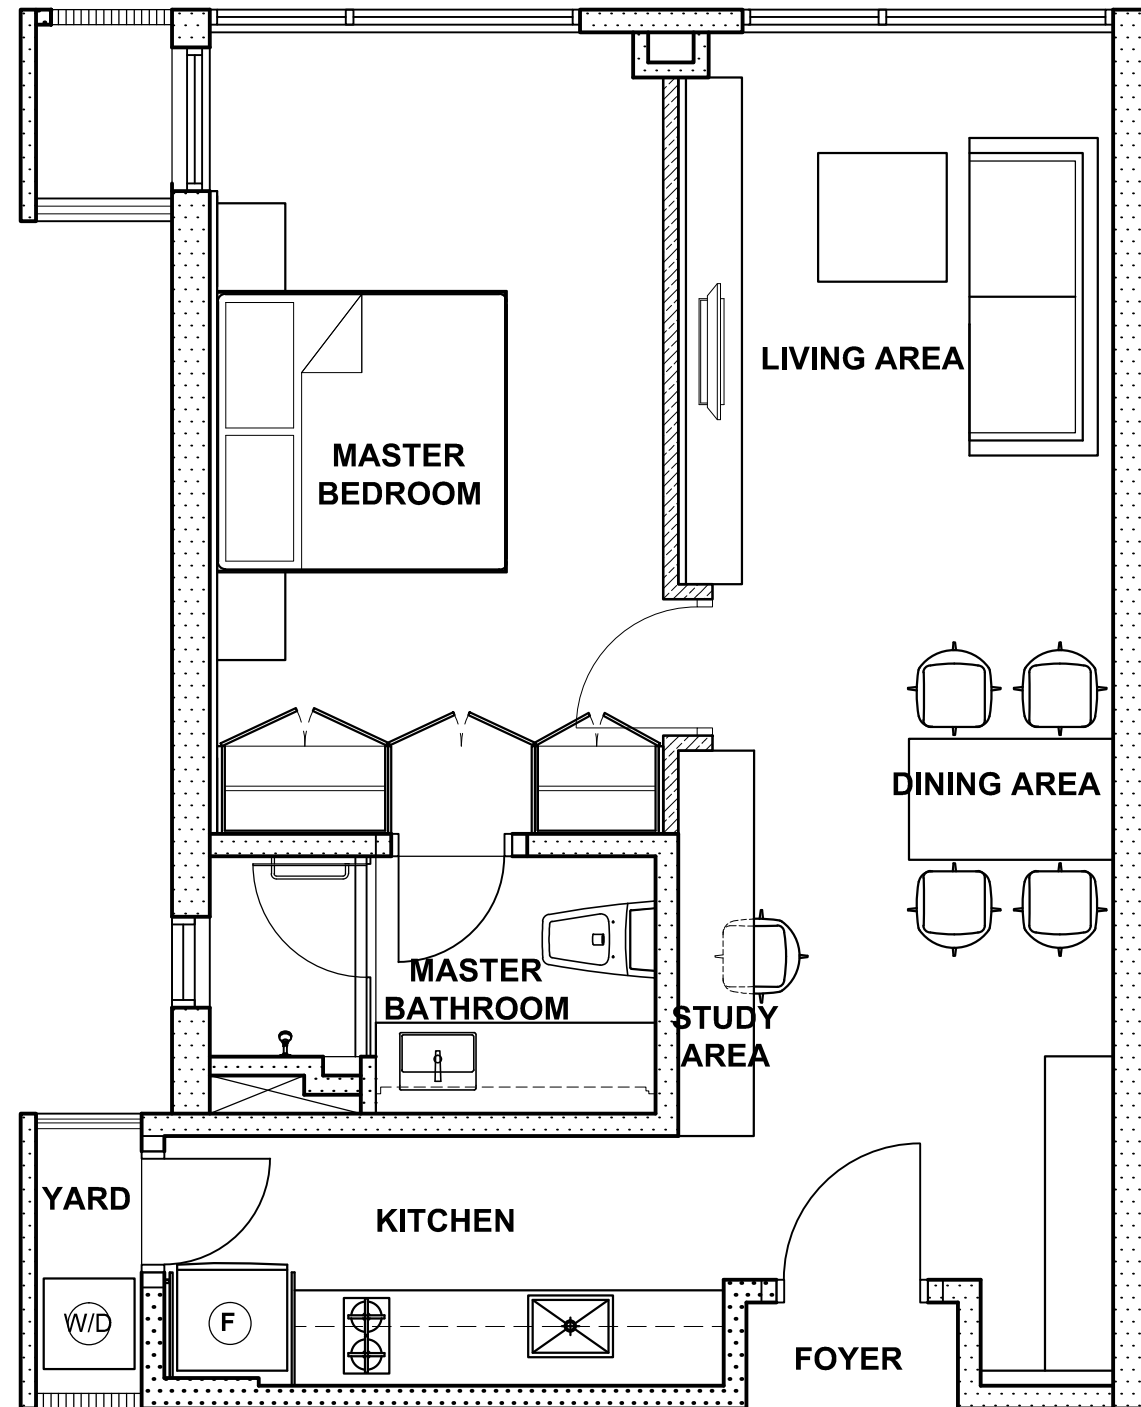 LIVING AREA
MASTER
BEDROOM
DINING AREA
MASTER
BATHROOM
STUDY
AREA
YARD
KITCHEN
W/D
F
FOYER